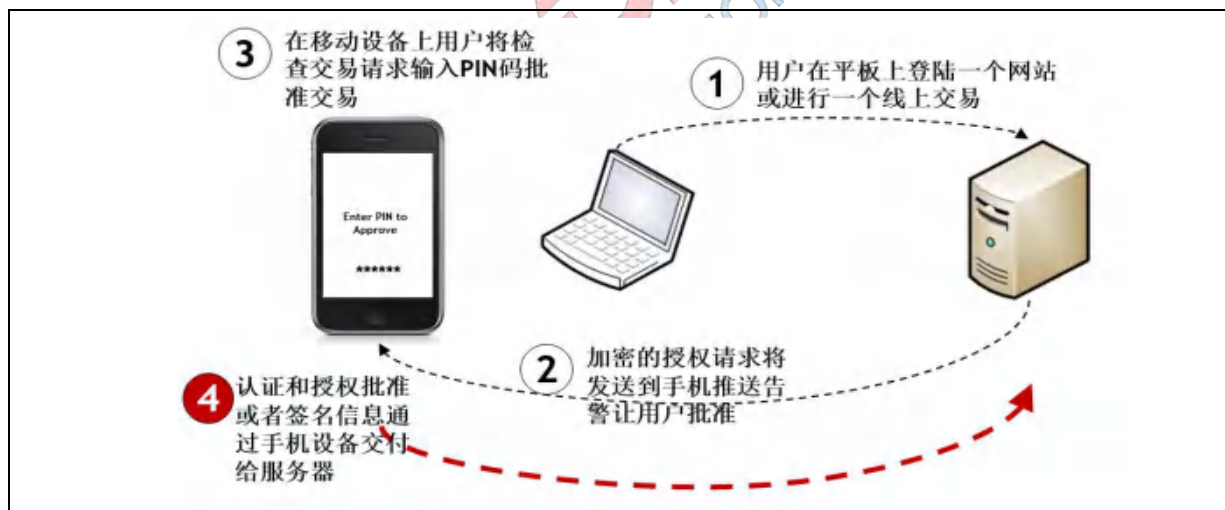 1
用户在平板上登陆一个网站
或进行一个线上交易
2
加密的授权请求将
发送到手机推送告
警让用户批准
3
在移动设备上用户将检
查交易请求输入PIN码批
准交易
Enter PIN to
Approve
******
4
认证和授权批准
或者签名信息通
过手机设备交付
给服务器